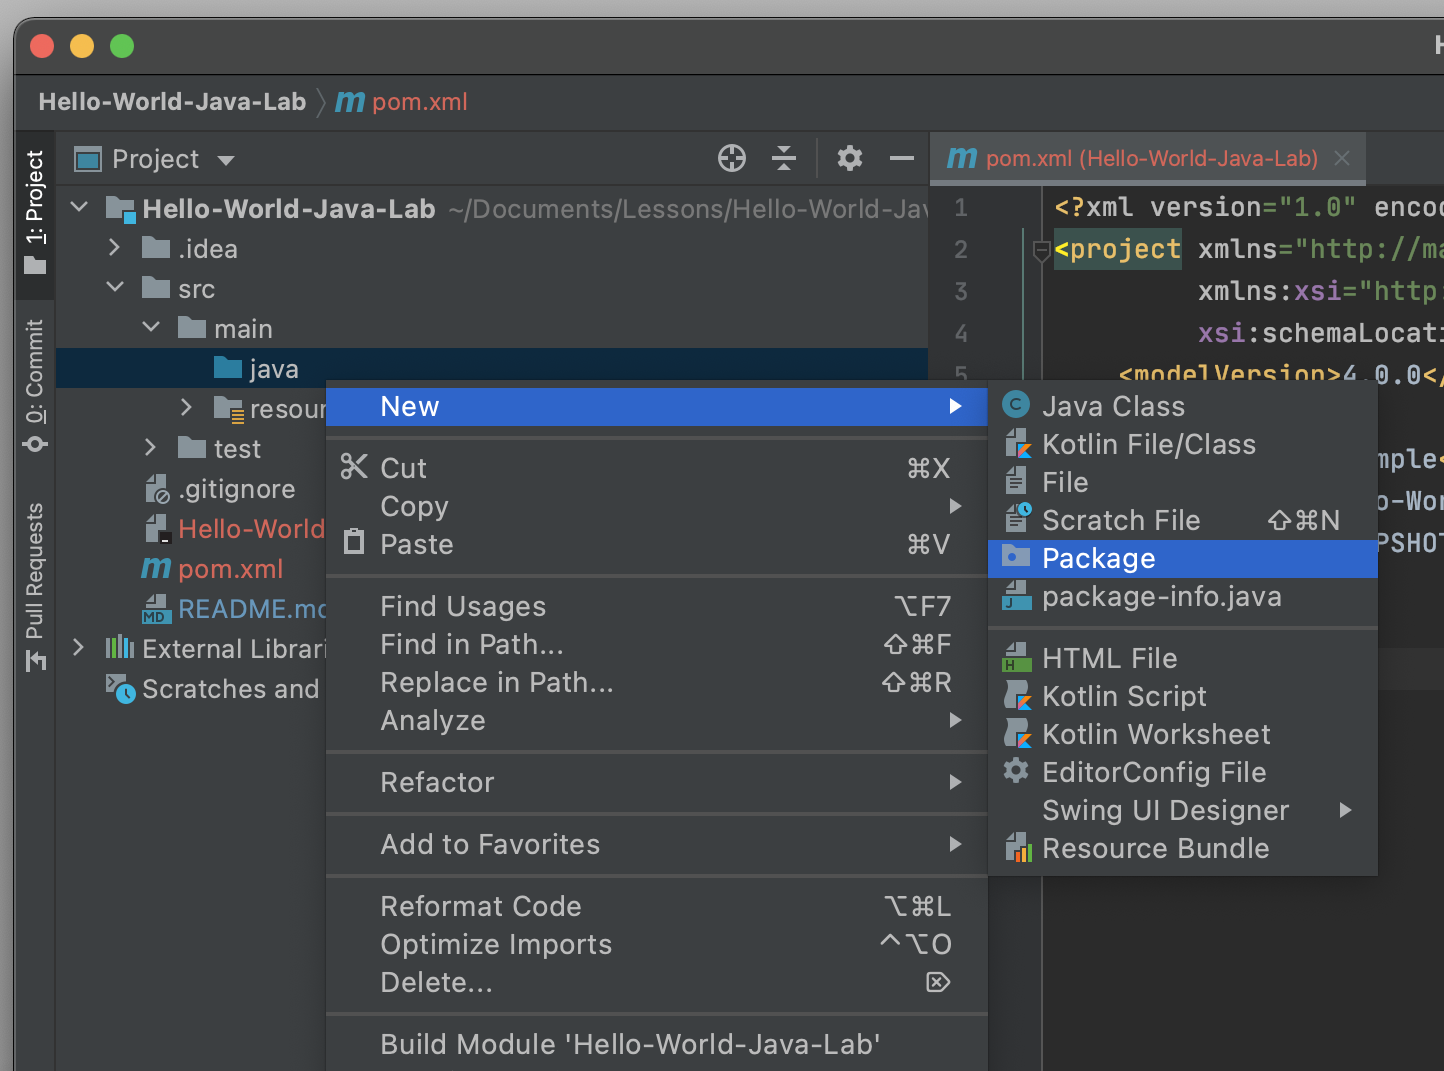 H
Hello-World-Java-Lab
pom.xml
1: Project
0: Commit
Pull Requests
Project
Hello-World-Java-Lab ~/Documents/Lessons/Hello-World-Jav
.idea
src
main
java
resour
test
.gitignore
Hello-World
pom.xml
README.md
External Librari
Scratches and
New
Cut ⌘X
Copy
Paste ⌘V
Find Usages ⌥F7
Find in Path... ⇧⌘F
Replace in Path... ⇧⌘R
Analyze
Refactor
Add to Favorites
Reformat Code ⌥⌘L
Optimize Imports ^⌥O
Delete... ⌦
Build Module 'Hello-World-Java-Lab'
Java Class
Kotlin File/Class
File
Scratch File ⇧⌘N
Package
package-info.java
HTML File
Kotlin Script
Kotlin Worksheet
EditorConfig File
Swing UI Designer
Resource Bundle
pom.xml (Hello-World-Java-Lab)
1 <?xml version="1.0" encod
2 <project xmlns="http://ma
3 xmlns:xsi="http:
4 xsi:schemaLocati
5 <modelVersion>4.0.0</
mple<
o-Wor
PSHOT